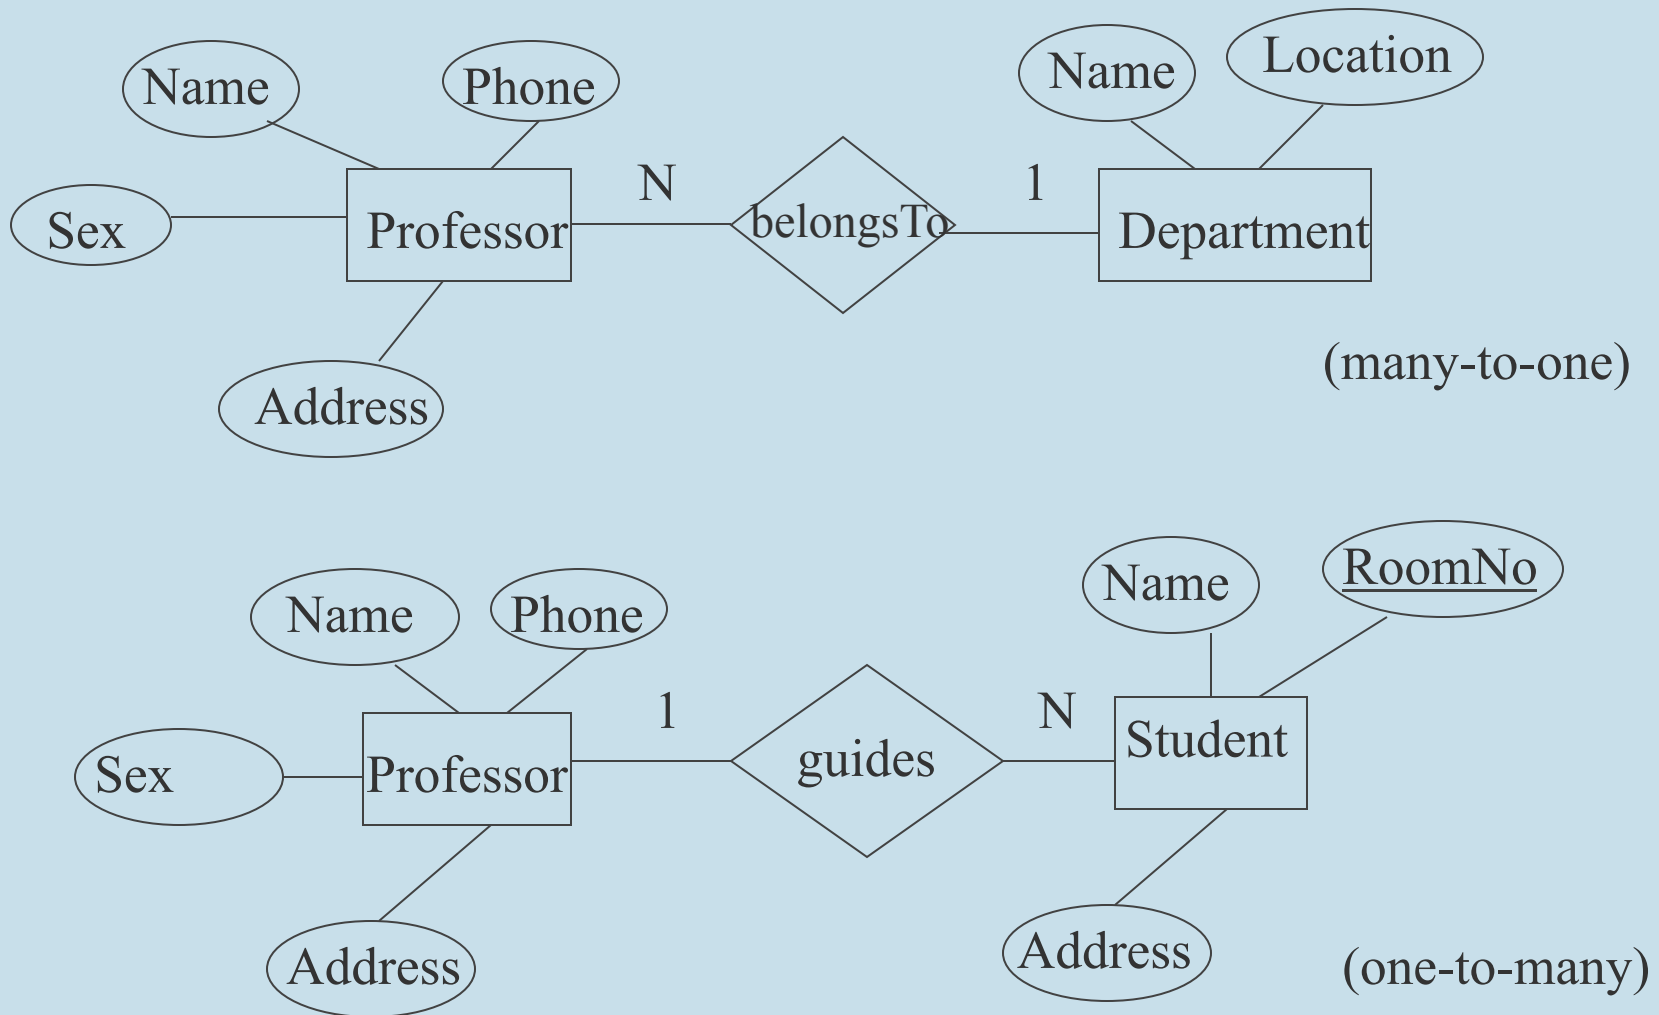 Name
Phone
Name
Location
Sex
Professor
N
belongsTo
1
Department
Address
(many-to-one)
Name
Phone
Name
RoomNo
Sex
Professor
1
guides
N
Student
Address
Address
(one-to-many)